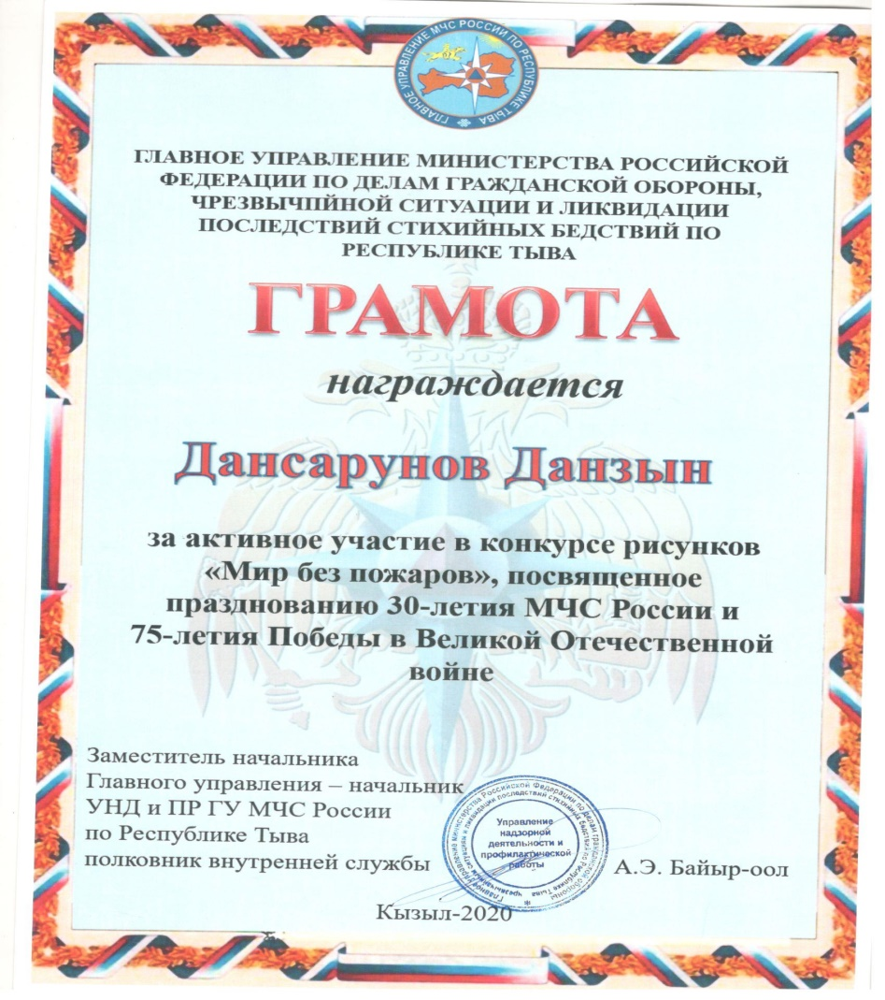 ГЛАВНОЕ УПРАВЛЕНИЕ МЧС РОССИИ ПО РЕСПУБЛИКЕ ТЫВА
ГЛАВНОЕ УПРАВЛЕНИЕ МИНИСТЕРСТВА РОССИЙСКОЙ
ФЕДЕРАЦИИ ПО ДЕЛАМ ГРАЖДАНСКОЙ ОБОРОНЫ,
ЧРЕЗВЫЧПЙНОЙ СИТУАЦИИ И ЛИКВИДАЦИИ
ПОСЛЕДСТВИЙ СТИХИЙНЫХ БЕДСТВИЙ ПО
РЕСПУБЛИКЕ ТЫВА
ГРАМОТА
награждается
Дансарунов Данзын
за активное участие в конкурсе рисунков
«Мир без пожаров», посвященное
празднованию 30-летия МЧС России и
75-летия Победы в Великой Отечественной
войне
Заместитель начальника
Главного управления – начальник
УНД и ПР ГУ МЧС России
по Республике Тыва
полковник внутренней службы
А.Э. Байыр-оол
Главное управление Министерства Российской Федерации по делам гражданской обороны
чрезвычайным ситуациям и ликвидации последствий стихийных бедствий по Республике Тыва
Управление
надзорной
деятельности и
профилактической
работы
Кызыл-2020